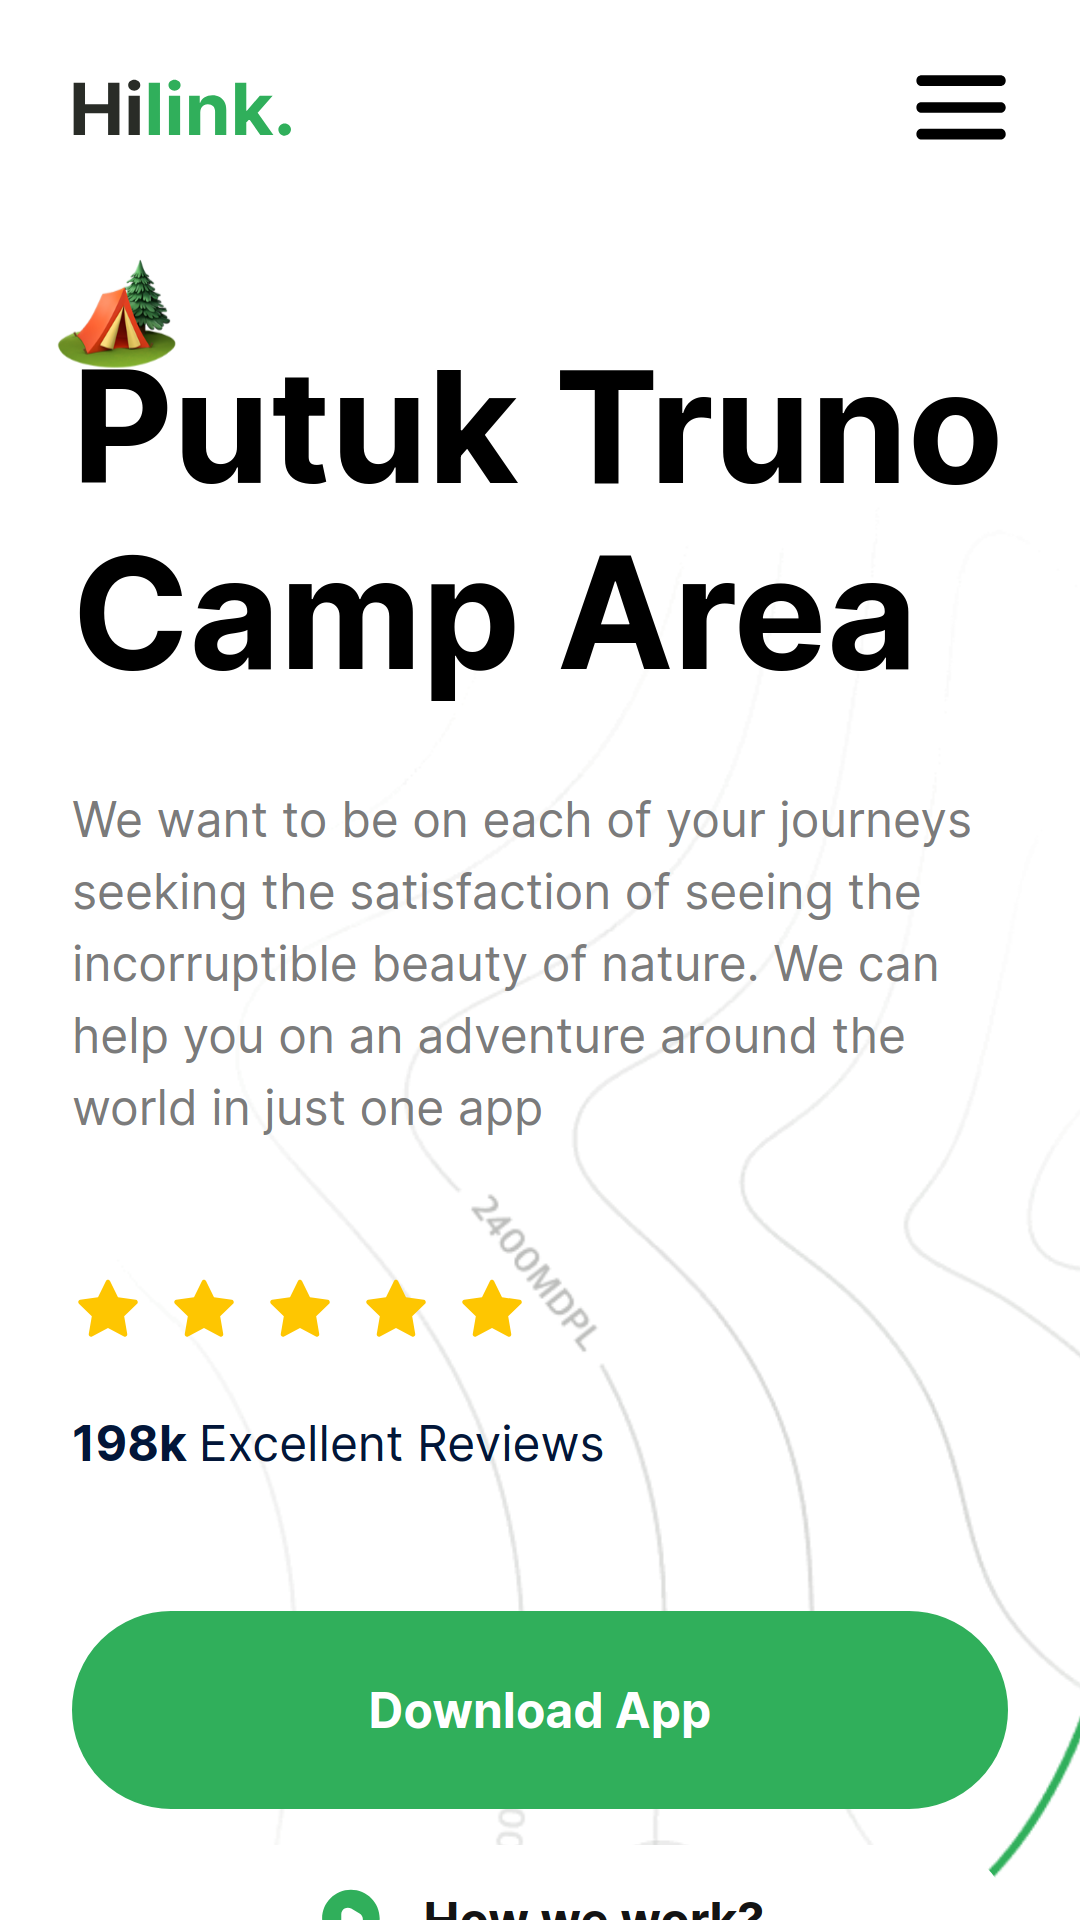 Hilink.
Putuk Truno
Camp Area
We want to be on each of your journeys
seeking the satisfaction of seeing the
incorruptible beauty of nature. We can
help you on an adventure around the
world in just one app
2400MDPL
198k Excellent Reviews
Download App
How we work?